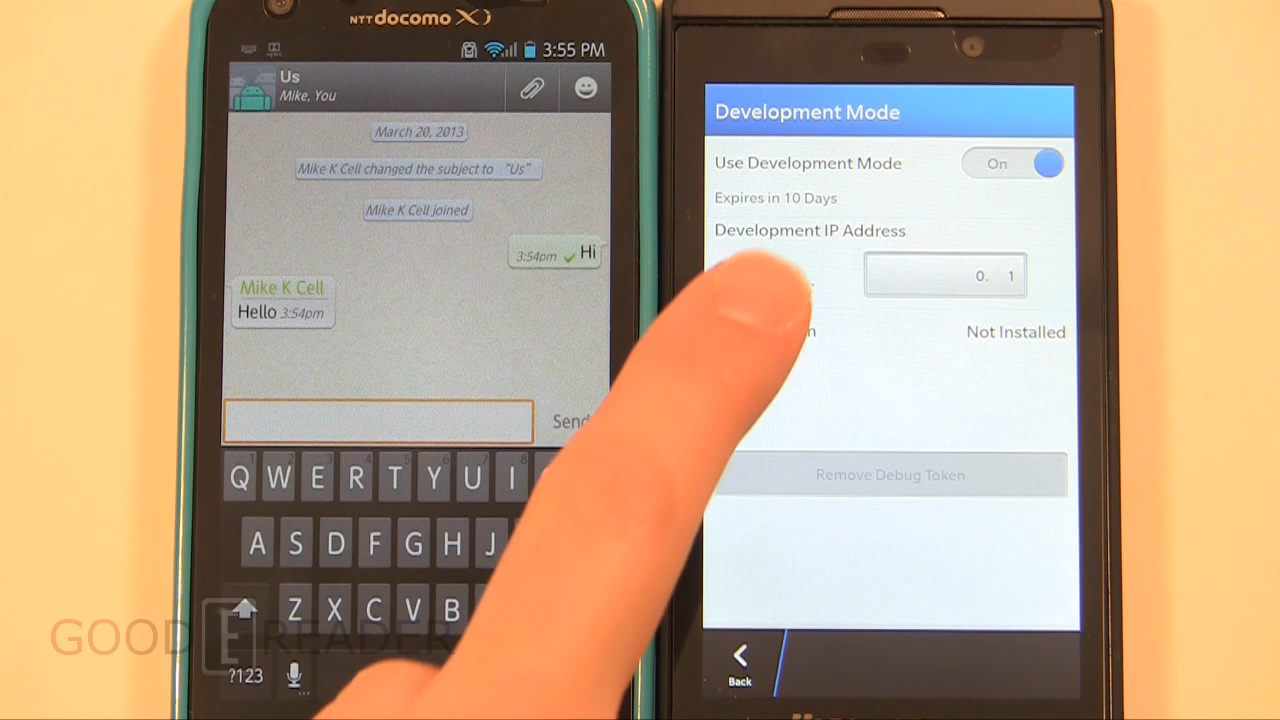 NTT docomo Xi
3:55 PM
Us
Mike, You
March 20, 2013
Mike K Cell changed the subject to "Us"
Mike K Cell joined
3:54pm Hi
Mike K Cell
Hello 3:54pm
Send
Q W E R T Y U I
A S D F G H J
Z X C V B
?123
GOOD E READER
Development Mode
Use Development Mode On
Expires in 10 Days
Development IP Address
0. 1
Not Installed
Remove Debug Token
Back